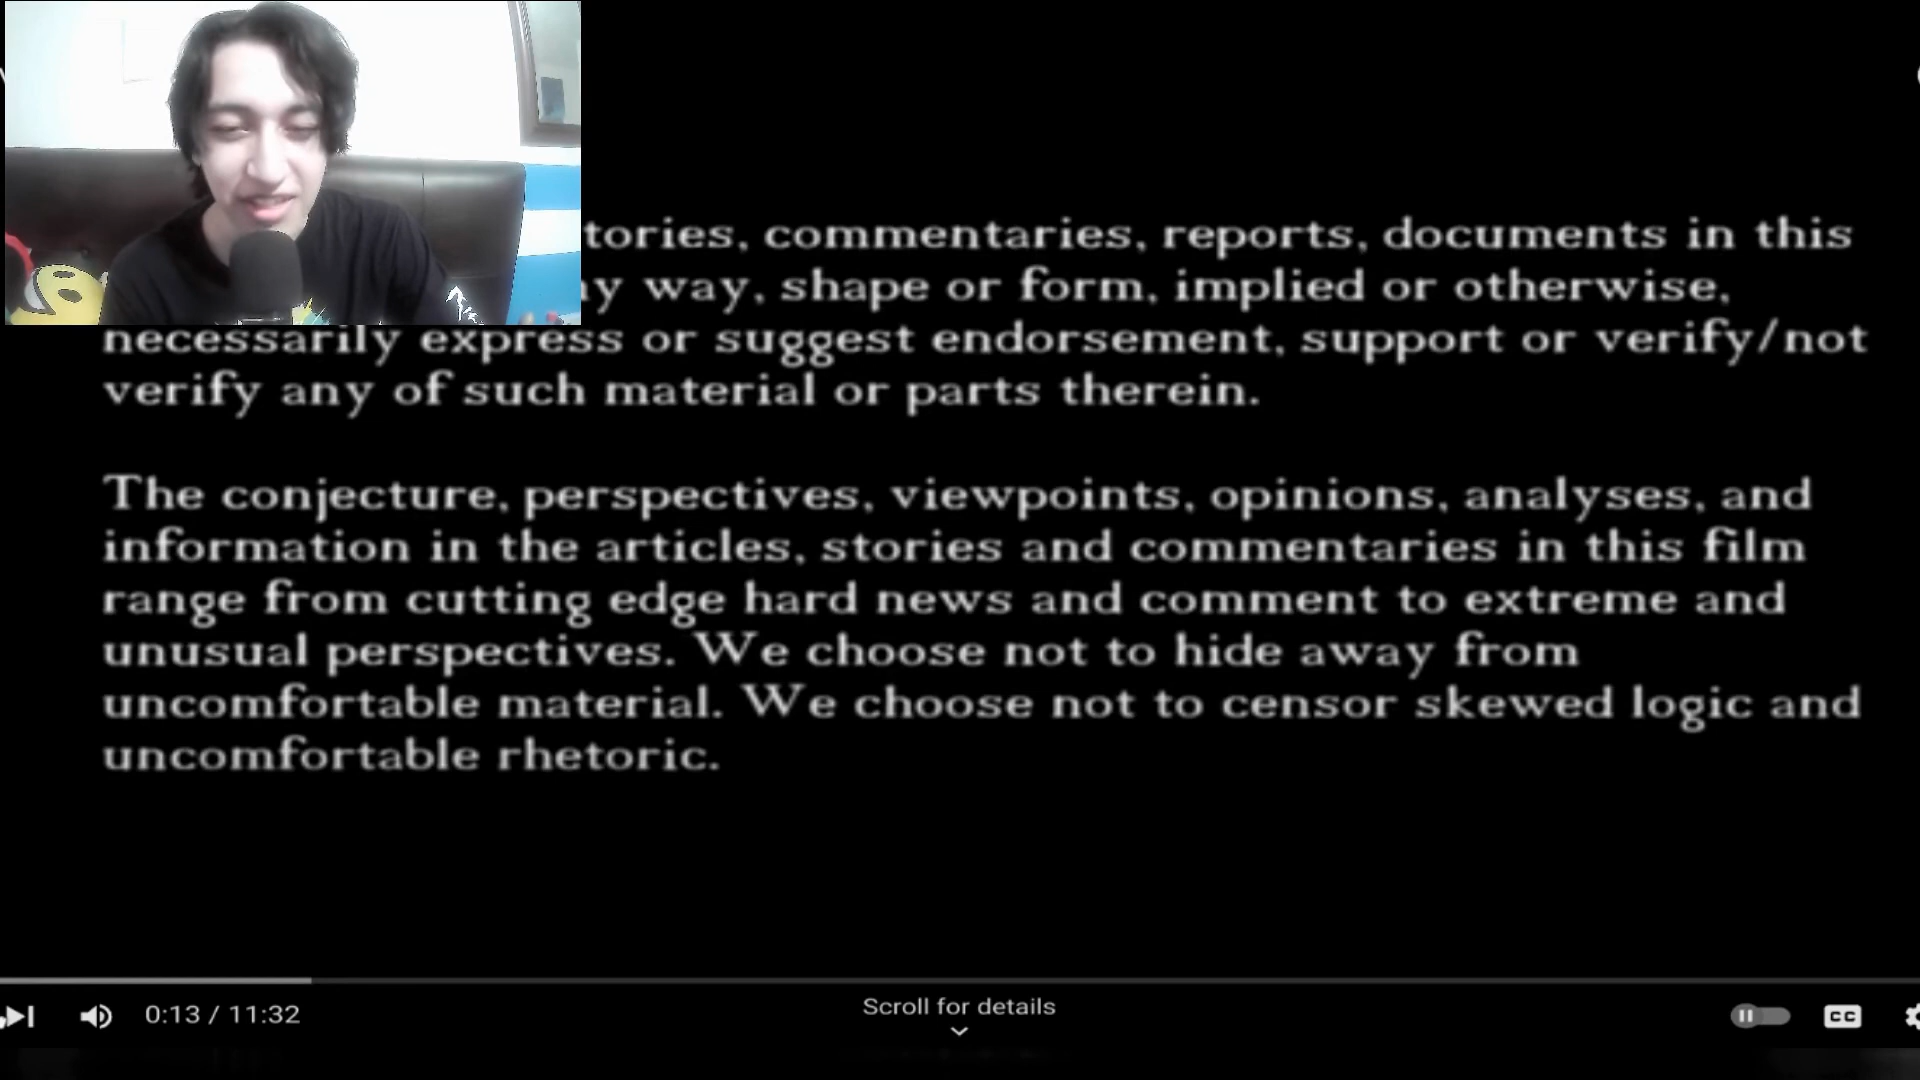 tories, commentaries, reports, documents in this
y way, shape or form, implied or otherwise,
necessarily express or suggest endorsement, support or verify/not
verify any of such material or parts therein.
The conjecture, perspectives, viewpoints, opinions, analyses, and
information in the articles, stories and commentaries in this film
range from cutting edge hard news and comment to extreme and
unusual perspectives. We choose not to hide away from
uncomfortable material. We choose not to censor skewed logic and
uncomfortable rhetoric.
0:13 / 11:32
Scroll for details
CC